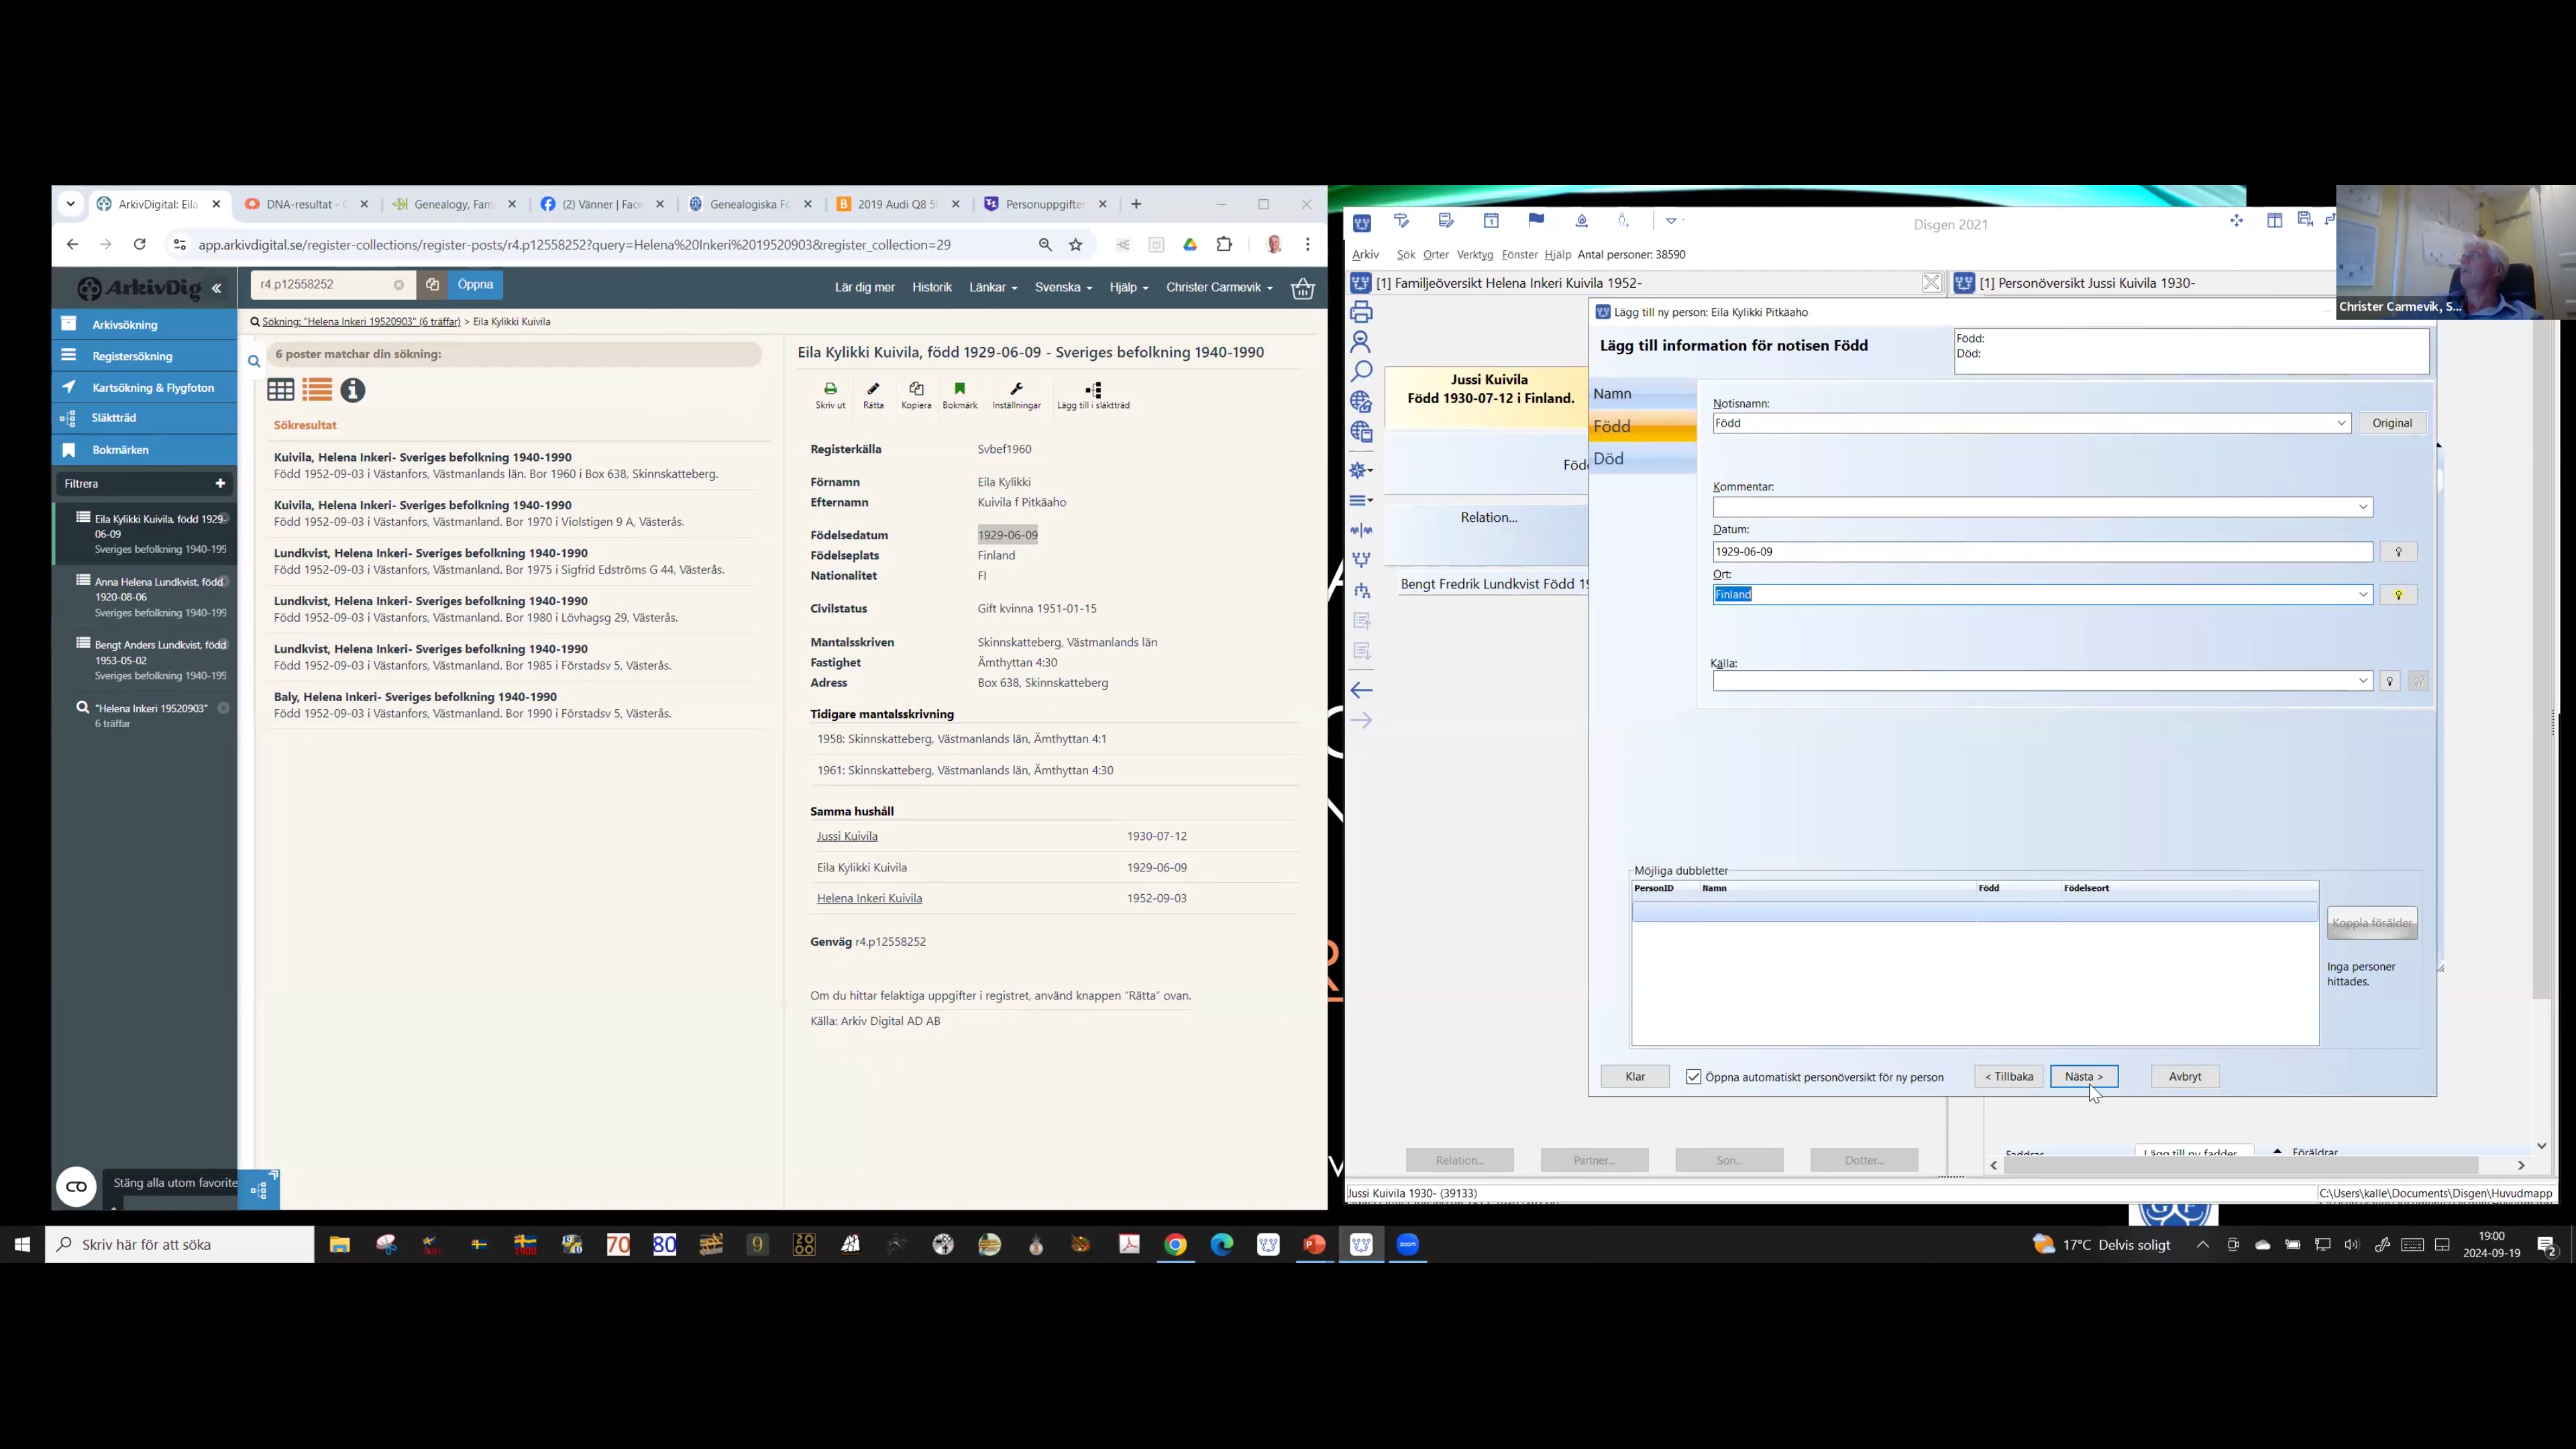 ArkivDigital: Eila
DNA-resultat -
Genealogy, Fam
(2) Vänner | Face
Genealogiska Fö
2019 Audi Q8 50
Personuppgifter
app.arkivdigital.se/register-collections/register-posts/r4.p12558252?query=Helena%20Inkeri%2019520903&register_collection=29
ArkivDig
r4.p12558252
Öppna
Lär dig mer
Historik
Länkar
Svenska
Hjälp
Christer Carmevik
Arkivsökning
Registersökning
Kartsökning & Flygfoton
Släktträd
Bokmärken
Filtrera
Eila Kylikki Kuivila, född 1929-
06-09
Sveriges befolkning 1940-199
Anna Helena Lundkvist, född
1920-08-06
Sveriges befolkning 1940-199
Bengt Anders Lundkvist, född
1953-05-02
Sveriges befolkning 1940-199
"Helena Inkeri 19520903"
6 träffar
Stäng alla utom favorite
Sökning: "Helena Inkeri 19520903" (6 träffar) > Eila Kylikki Kuivila
6 poster matchar din sökning:
Sökresultat
Kuivila, Helena Inkeri- Sveriges befolkning 1940-1990
Född 1952-09-03 i Västanfors, Västmanlands län. Bor 1960 i Box 638, Skinnskatteberg.
Kuivila, Helena Inkeri- Sveriges befolkning 1940-1990
Född 1952-09-03 i Västanfors, Västmanland. Bor 1970 i Violstigen 9 A, Västerås.
Lundkvist, Helena Inkeri- Sveriges befolkning 1940-1990
Född 1952-09-03 i Västanfors, Västmanland. Bor 1975 i Sigfrid Edströms G 44, Västerås.
Lundkvist, Helena Inkeri- Sveriges befolkning 1940-1990
Född 1952-09-03 i Västanfors, Västmanland. Bor 1980 i Lövhagsg 29, Västerås.
Lundkvist, Helena Inkeri- Sveriges befolkning 1940-1990
Född 1952-09-03 i Västanfors, Västmanland. Bor 1985 i Förstadsv 5, Västerås.
Baly, Helena Inkeri- Sveriges befolkning 1940-1990
Född 1952-09-03 i Västanfors, Västmanland. Bor 1990 i Förstadsv 5, Västerås.
Eila Kylikki Kuivila, född 1929-06-09 - Sveriges befolkning 1940-1990
Skriv ut
Rätta
Kopiera
Bokmärk
Inställningar
Lägg till i släktträd
Registerkälla Svbef1960
Förnamn Eila Kylikki
Efternamn Kuivila f Pitkäaho
Födelsedatum 1929-06-09
Födelseplats Finland
Nationalitet FI
Civilstatus Gift kvinna 1951-01-15
Mantalsskriven Skinnskatteberg, Västmanlands län
Fastighet Ämthyttan 4:30
Adress Box 638, Skinnskatteberg
Tidigare mantalsskrivning
1958: Skinnskatteberg, Västmanlands län, Ämthyttan 4:1
1961: Skinnskatteberg, Västmanlands län, Ämthyttan 4:30
Samma hushåll
Jussi Kuivila 1930-07-12
Eila Kylikki Kuivila 1929-06-09
Helena Inkeri Kuivila 1952-09-03
Genväg r4.p12558252
Om du hittar felaktiga uppgifter i registret, använd knappen "Rätta" ovan.
Källa: Arkiv Digital AD AB
Disgen 2021
Arkiv Sök Orter Verktyg Fönster Hjälp Antal personer: 38590
[1] Familjeöversikt Helena Inkeri Kuivila 1952-
[1] Personöversikt Jussi Kuivila 1930-
Christer Carmevik, S...
Jussi Kuivila
Född 1930-07-12 i Finland.
Föd
Relation...
Bengt Fredrik Lundkvist Född 19
Lägg till ny person: Eila Kylikki Pitkäaho
Lägg till information för notisen Född
Född:
Död:
Namn
Född
Död
Notisnamn:
Född
Original
Kommentar:
Datum:
1929-06-09
Ort:
Finland
Källa:
Möjliga dubbletter
PersonID Namn Född Födelseort
Koppla förälder
Inga personer
hittades.
Klar
Öppna automatiskt personöversikt för ny person
< Tillbaka
Nästa >
Avbryt
Faddrar
Lägg till ny fadder
Föräldrar
Relation...
Partner...
Son...
Dotter...
Jussi Kuivila 1930- (39133)
C:\Users\kalle\Documents\Disgen\Huvudmapp
Skriv här för att söka
70
80
9
zoom
17°C Delvis soligt
19:00
2024-09-19
2